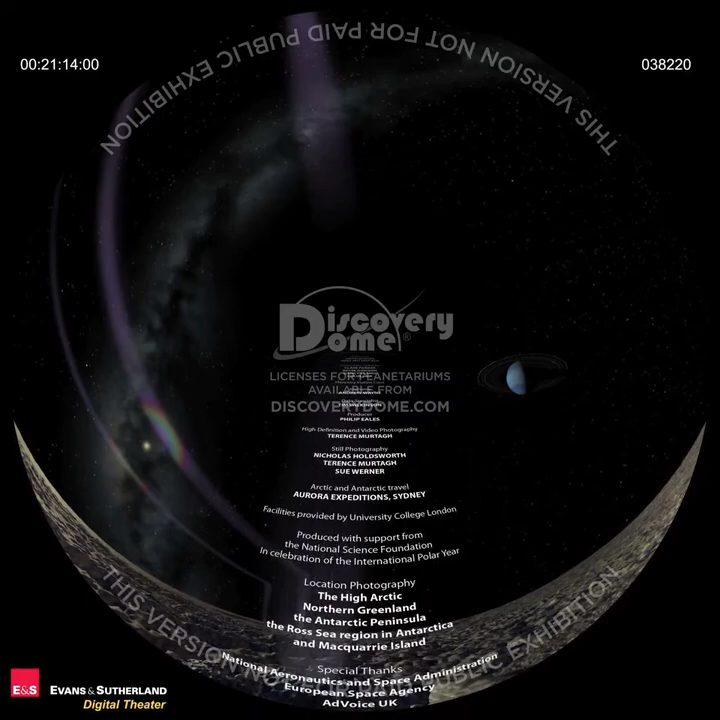 00:21:14:00
038220
THIS VERSION NOT FOR PAID PUBLIC EXHIBITION
Discovery
Dome®
LICENSES FOR PLANETARIUMS
AVAILABLE FROM
DISCOVERYDOME.COM
Producer
PHILIP EALES
High Definition and Video Photography
TERENCE MURTAGH
Still Photography
NICHOLAS HOLDSWORTH
TERENCE MURTAGH
SUE WERNER
Arctic and Antarctic travel
AURORA EXPEDITIONS, SYDNEY
Facilities provided by University College London
Produced with support from
the National Science Foundation
In celebration of the International Polar Year
Location Photography
The High Arctic
Northern Greenland
the Antarctic Peninsula
the Ross Sea region in Antarctica
and Macquarrie Island
Special Thanks
National Aeronautics and Space Administration
European Space Agency
AdVoice UK
THIS VERSION NOT FOR PAID PUBLIC EXHIBITION
E&S EVANS & SUTHERLAND
Digital Theater